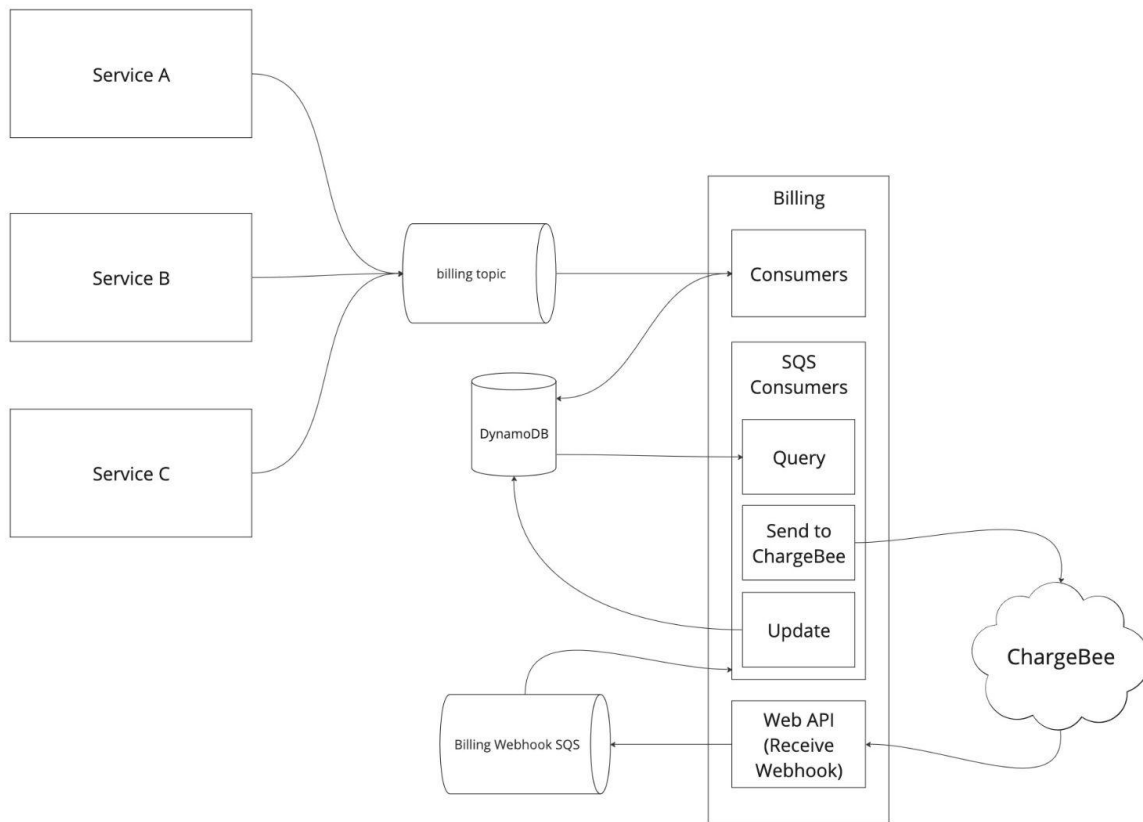 Service A
Service B
Service C
billing topic
DynamoDB
Billing Webhook SQS
Billing
Consumers
SQS
Consumers
Query
Send to
ChargeBee
Update
Web API
(Receive
Webhook)
ChargeBee